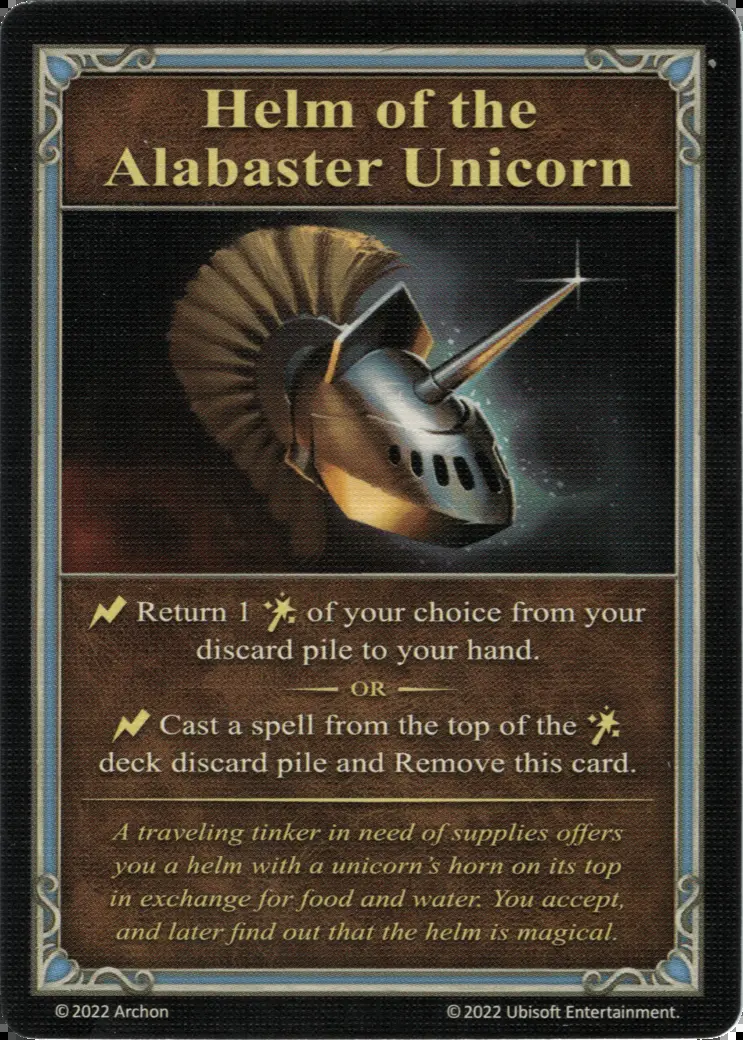 Helm of the
Alabaster Unicorn
Return 1 of your choice from your
discard pile to your hand.
OR
Cast a spell from the top of the
deck discard pile and Remove this card.
A traveling tinker in need of supplies offers
you a helm with a unicorn's horn on its top
in exchange for food and water. You accept,
and later find out that the helm is magical.
© 2022 Archon
© 2022 Ubisoft Entertainment.